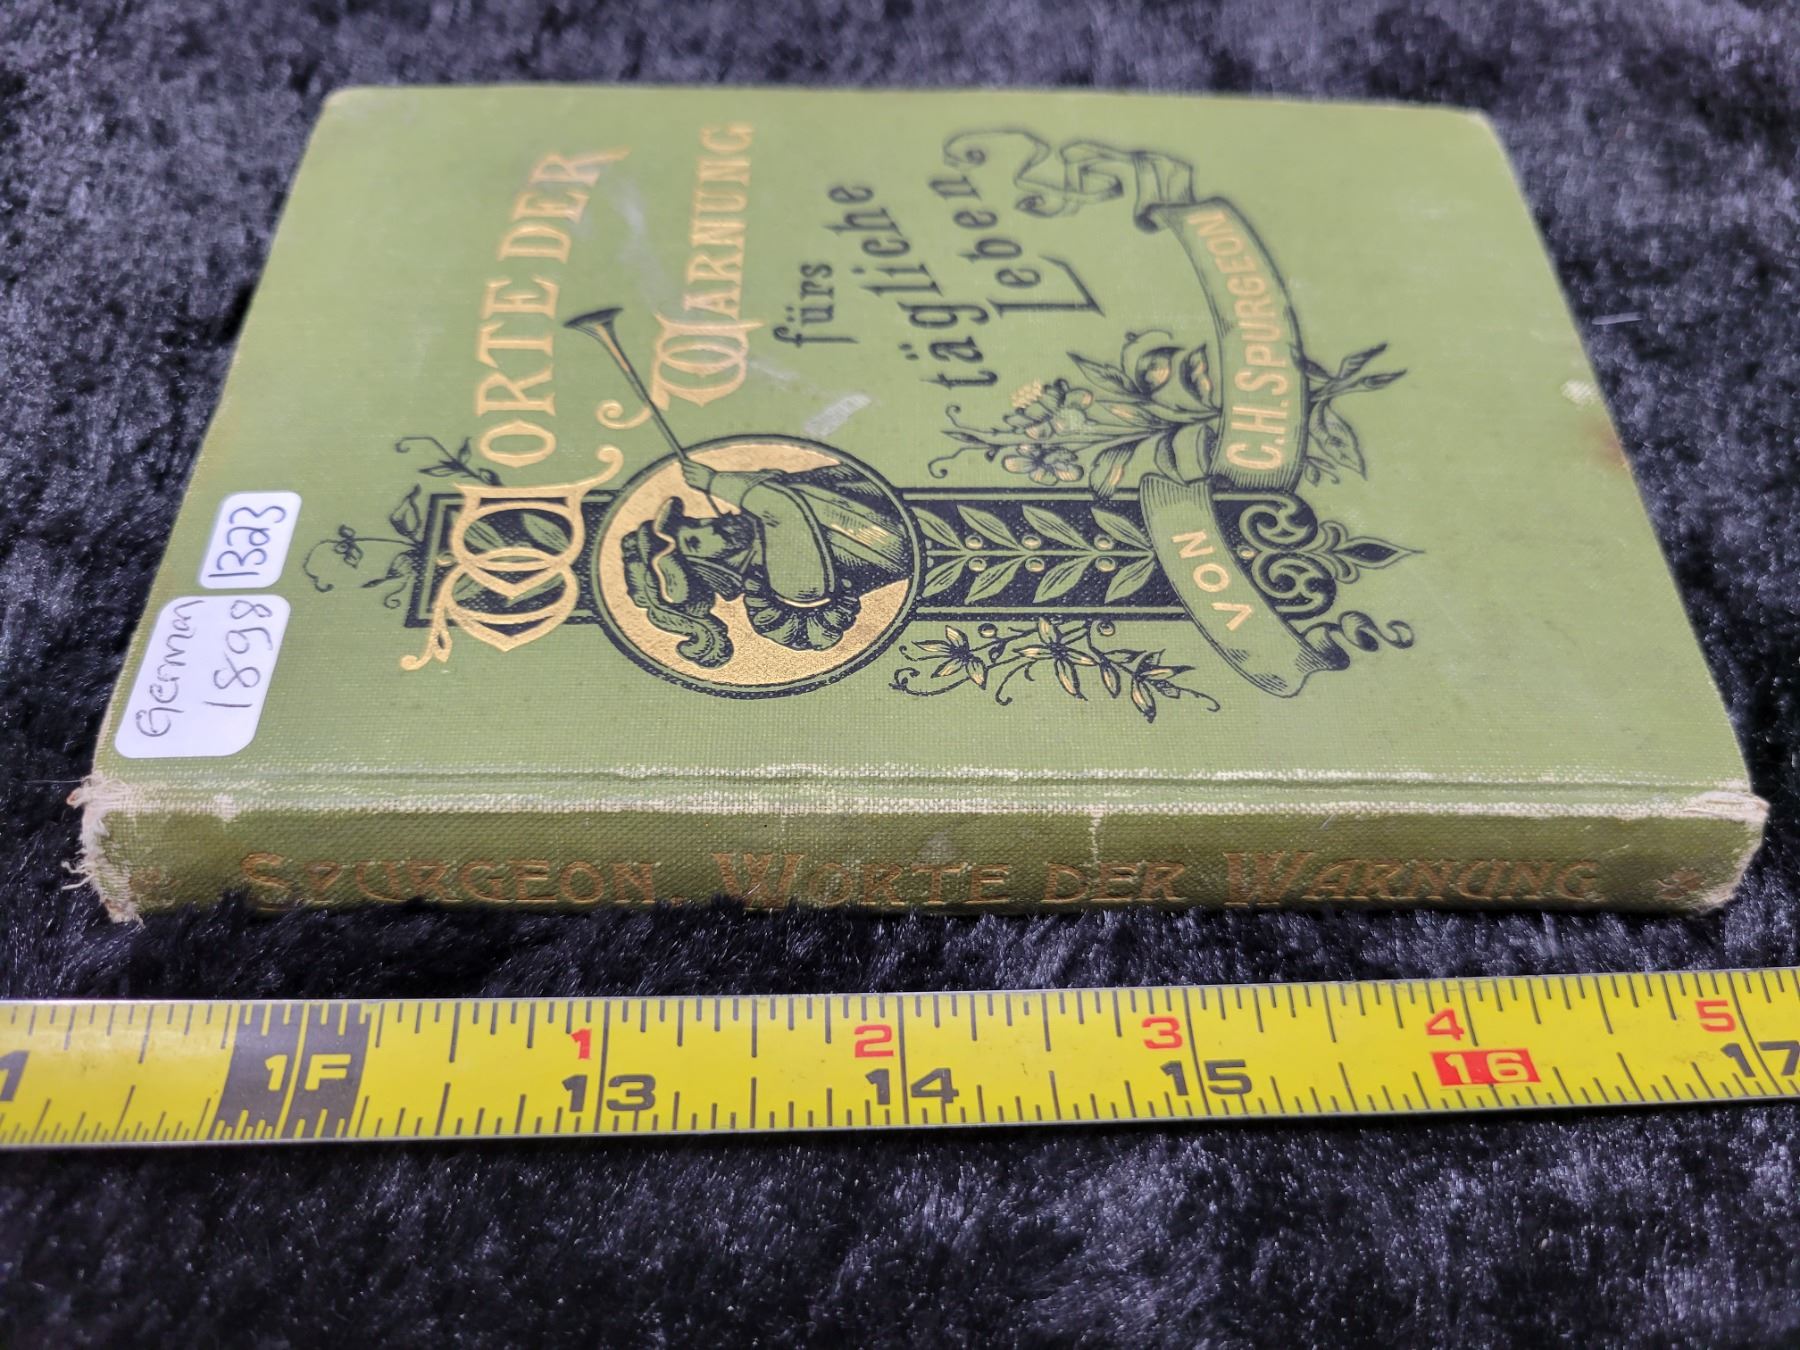 WORTE DER
WARNUNG
fürs
tägliche
Leben
VON
C.H.SPURGEON
1323
German
1898
SPURGEON, WORTE DER WARNUNG
1 2 3 4 5
1 1F 13 14 15 16 17